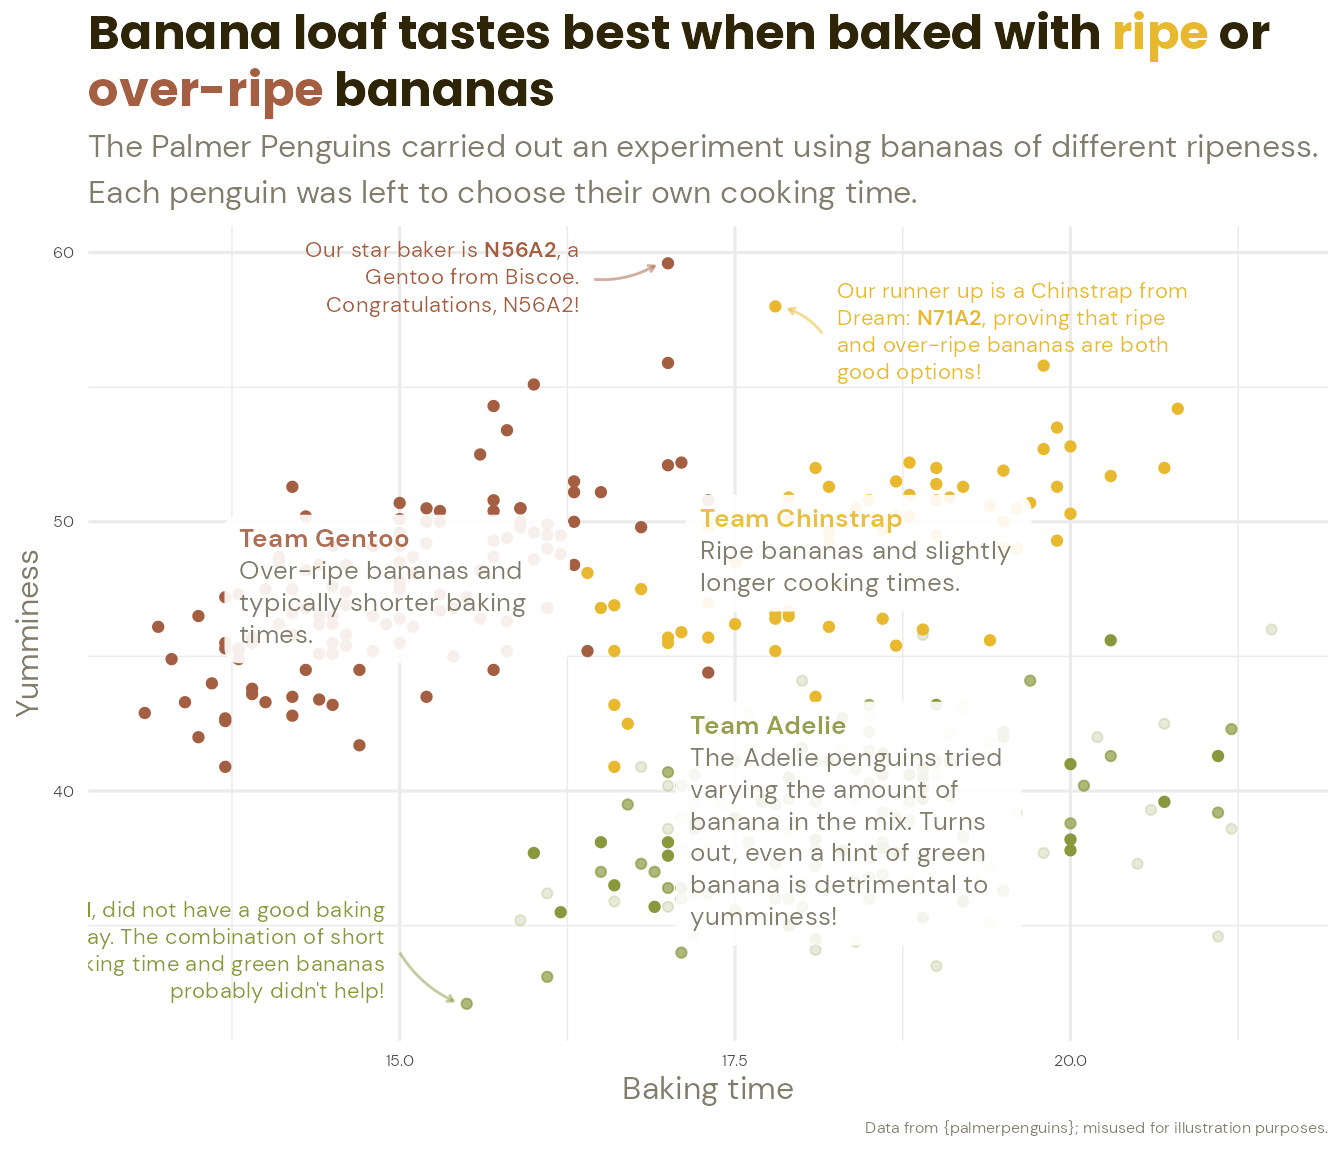 Banana loaf tastes best when baked with ripe or
over-ripe bananas
The Palmer Penguins carried out an experiment using bananas of different ripeness.
Each penguin was left to choose their own cooking time.
60
50
40
Yumminess
Our star baker is N56A2, a
Gentoo from Biscoe.
Congratulations, N56A2!
Our runner up is a Chinstrap from
Dream: N71A2, proving that ripe
and over-ripe bananas are both
good options!
Team Gentoo
Over-ripe bananas and
typically shorter baking
times.
Team Chinstrap
Ripe bananas and slightly
longer cooking times.
Team Adelie
The Adelie penguins tried
varying the amount of
banana in the mix. Turns
out, even a hint of green
banana is detrimental to
yumminess!
, did not have a good baking
ay. The combination of short
king time and green bananas
probably didn't help!
15.0
17.5
20.0
Baking time
Data from {palmerpenguins}; misused for illustration purposes.